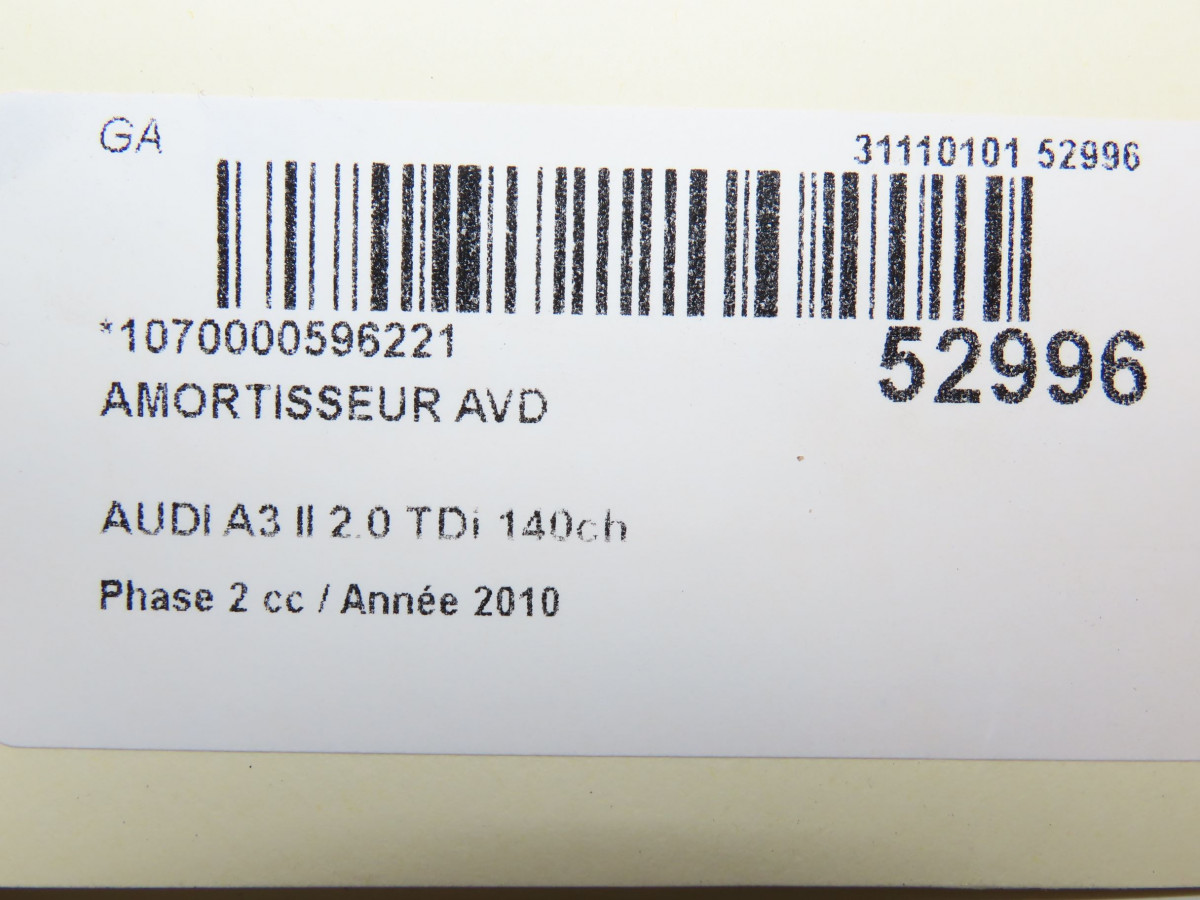 GA
31110101 52996
*1070000596221
52996
AMORTISSEUR AVD
AUDI A3 II 2.0 TDi 140ch
Phase 2 cc / Année 2010